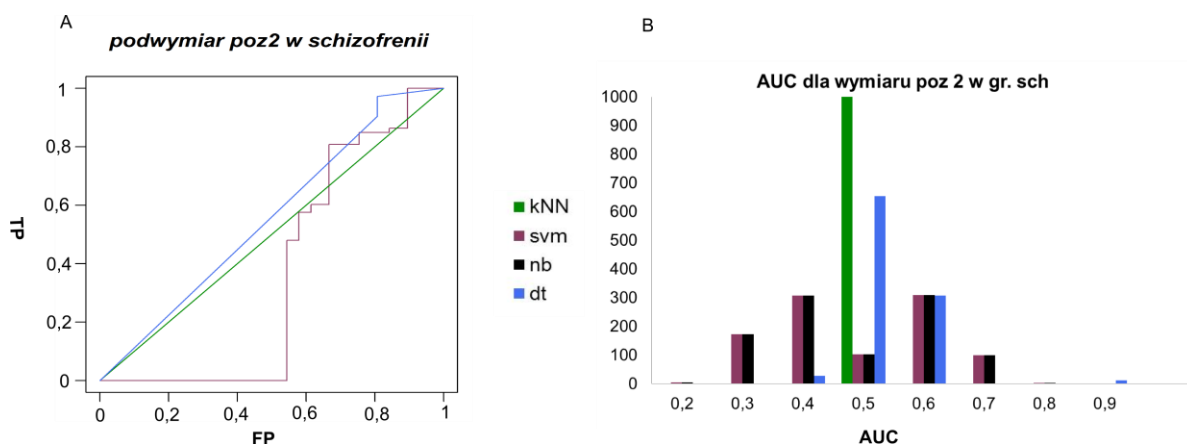 A
podwymiar poz2 w schizofrenii
1
0,8
0,6
0,4
0,2
0
TP
0 0,2 0,4 0,6 0,8 1
FP
kNN
svm
nb
dt
B
AUC dla wymiaru poz 2 w gr. sch
1000
900
800
700
600
500
400
300
200
100
0
0,2 0,3 0,4 0,5 0,6 0,7 0,8 0,9
AUC